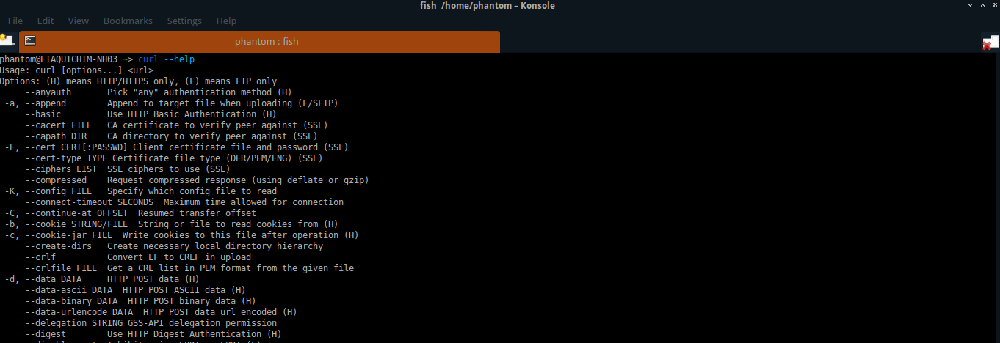 fish /home/phantom – Konsole
File Edit View Bookmarks Settings Help
phantom : fish
phantom@ETAQUICHIM-NH03 ~> curl --help
Usage: curl [options...] <url>
Options: (H) means HTTP/HTTPS only, (F) means FTP only
     --anyauth       Pick "any" authentication method (H)
 -a, --append        Append to target file when uploading (F/SFTP)
     --basic         Use HTTP Basic Authentication (H)
     --cacert FILE   CA certificate to verify peer against (SSL)
     --capath DIR    CA directory to verify peer against (SSL)
 -E, --cert CERT[:PASSWD] Client certificate file and password (SSL)
     --cert-type TYPE Certificate file type (DER/PEM/ENG) (SSL)
     --ciphers LIST  SSL ciphers to use (SSL)
     --compressed    Request compressed response (using deflate or gzip)
 -K, --config FILE   Specify which config file to read
     --connect-timeout SECONDS  Maximum time allowed for connection
 -C, --continue-at OFFSET  Resumed transfer offset
 -b, --cookie STRING/FILE  String or file to read cookies from (H)
 -c, --cookie-jar FILE  Write cookies to this file after operation (H)
     --create-dirs   Create necessary local directory hierarchy
     --crlf          Convert LF to CRLF in upload
     --crlfile FILE  Get a CRL list in PEM format from the given file
 -d, --data DATA     HTTP POST data (H)
     --data-ascii DATA  HTTP POST ASCII data (H)
     --data-binary DATA  HTTP POST binary data (H)
     --data-urlencode DATA  HTTP POST data url encoded (H)
     --delegation STRING GSS-API delegation permission
     --digest        Use HTTP Digest Authentication (H)